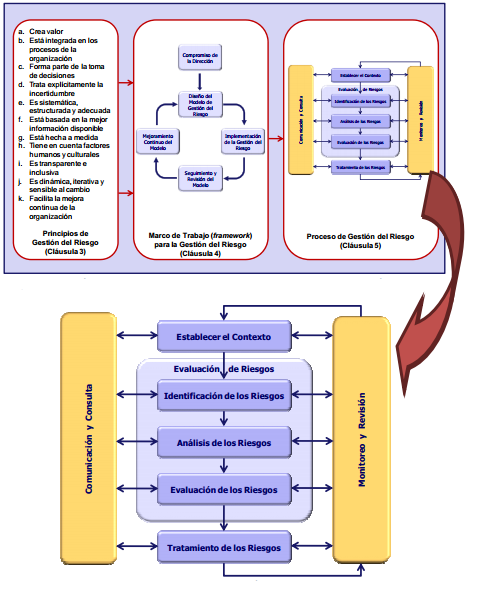 a. Crea valor
b. Está integrada en los
procesos de la
organización
c. Forma parte de la toma
de decisiones
d. Trata explícitamente la
incertidumbre
e. Es sistemática,
estructurada y adecuada
f. Está basada en la mejor
información disponible
g. Está hecha a medida
h. Tiene en cuenta factores
humanos y culturales
i. Es transparente e
inclusiva
j. Es dinámica, iterativa y
sensible al cambio
k. Facilita la mejora
continua de la
organización
Principios de
Gestión del Riesgo
(Cláusula 3)
Compromiso de
la Dirección
Diseño del
Modelo de
Gestión del
Riesgo
Mejoramiento
Continuo del
Modelo
Implementación
de la Gestión del
Riesgo
Seguimiento y
Revisión del
Modelo
Marco de Trabajo (framework)
para la Gestión del Riesgo
(Cláusula 4)
Comunicación y Consulta
Establecer el Contexto
Evaluación de Riesgos
Identificación de los Riesgos
Análisis de los Riesgos
Evaluación de los Riesgos
Tratamiento de los Riesgos
Monitoreo y Revisión
Proceso de Gestión del Riesgo
(Cláusula 5)
Comunicación y Consulta
Establecer el Contexto
Evaluación de Riesgos
Identificación de los Riesgos
Análisis de los Riesgos
Evaluación de los Riesgos
Tratamiento de los Riesgos
Monitoreo y Revisión